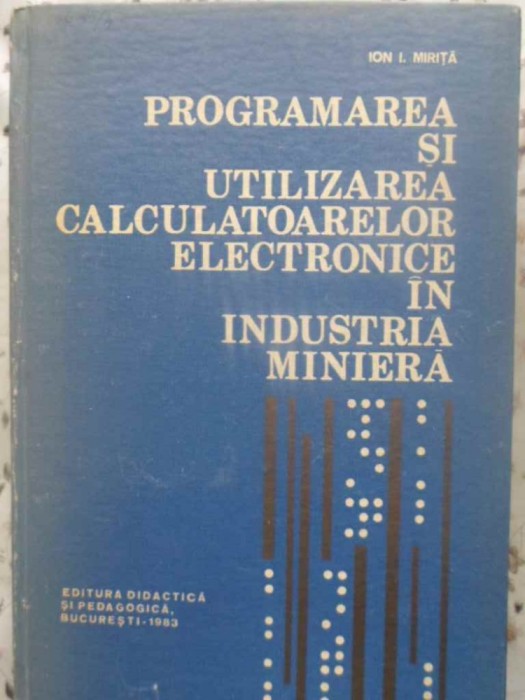 ION I. MIRIȚĂ
PROGRAMAREA
ȘI
UTILIZAREA
CALCULATOARELOR
ELECTRONICE
ÎN
INDUSTRIA
MINIERĂ
EDITURA DIDACTICĂ
ȘI PEDAGOGICĂ,
BUCUREȘTI-1983